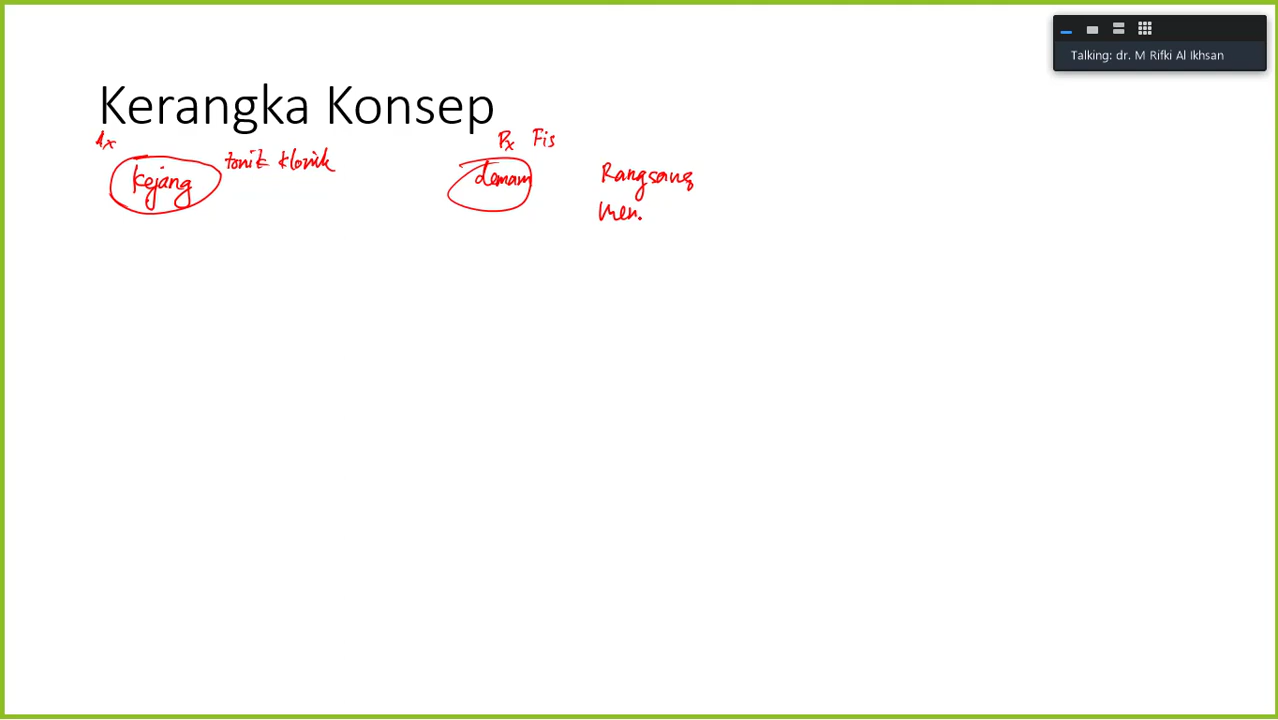 Talking: dr. M Rifki Al Ikhsan
Kerangka Konsep
Ax
Px Fis
kejang
tonik klonik
demam
Rangsang
Men.